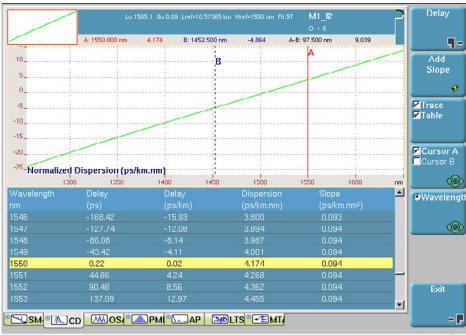 Lu:1505.1 Su:0.09 Lref=10.57365 km Wref=1550 nm Fil.5T M1_f2
O → E
A: 1550.000 nm 4.174 B: 1452.500 nm -4.864 A-B: 97.500 nm 9.039
A
B
10
5
0
-5
-10
-15
-20
-25
Normalized Dispersion (ps/km.nm)
1300 1350 1400 1450 1500 1550 1600 nm
Wavelength Delay Delay Dispersion Slope
nm (ps) (ps/km) (ps/km.nm) (ps/km.nm²)
1546 -168.42 -15.93 3.800 0.093
1547 -127.74 -12.08 3.894 0.094
1548 -86.08 -8.14 3.987 0.094
1549 -43.42 -4.11 4.081 0.094
1550 0.22 0.02 4.174 0.094
1551 44.86 4.24 4.268 0.094
1552 90.48 8.56 4.362 0.094
1553 137.09 12.97 4.455 0.094
SM CD OSA PM AP LTS MTA
Delay
Add
Slope
Trace
Table
Cursor A
Cursor B
Wavelength
Exit